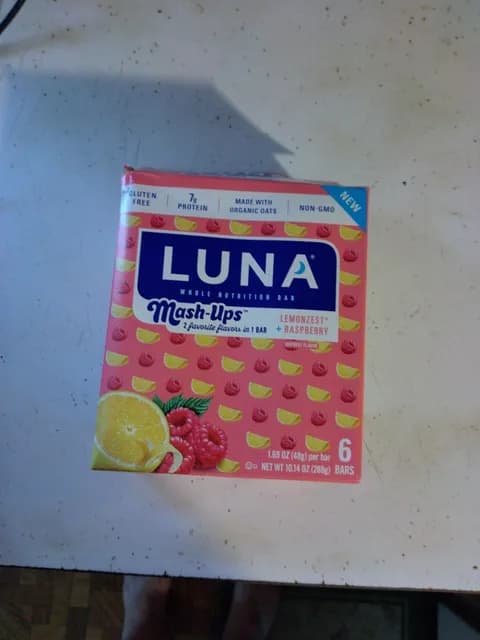 GLUTEN FREE
7g PROTEIN
MADE WITH ORGANIC OATS
NON-GMO
NEW
LUNA®
WHOLE NUTRITION BAR
Mash-Ups™
2 favorite flavors in 1 BAR
LEMONZEST®
+ RASPBERRY
1.69 OZ (48g) per bar
NET WT 10.14 OZ (288g)
6
BARS